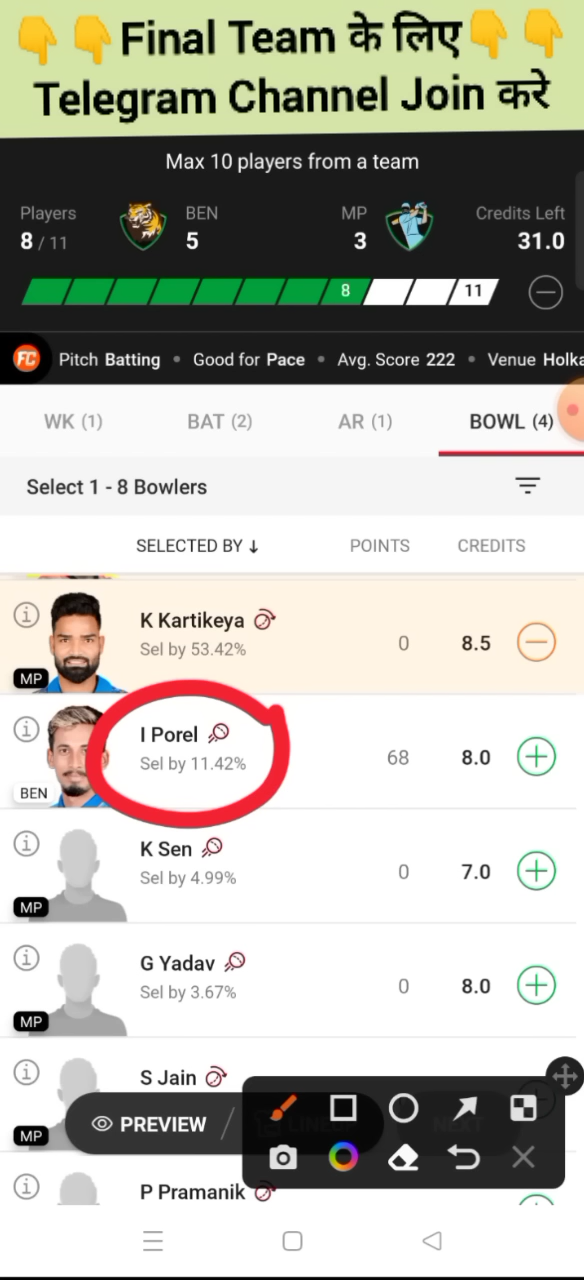 👇 👇 Final Team के लिए 👇 👇
Telegram Channel Join करे
Max 10 players from a team
Players BEN MP Credits Left
8 / 11 5 3 31.0
8 11
FC Pitch Batting • Good for Pace • Avg. Score 222 • Venue Holka
WK (1) BAT (2) AR (1) BOWL (4)
Select 1 - 8 Bowlers
SELECTED BY ↓ POINTS CREDITS
K Kartikeya
Sel by 53.42% 0 8.5
MP
I Porel
Sel by 11.42% 68 8.0
BEN
K Sen
Sel by 4.99% 0 7.0
MP
G Yadav
Sel by 3.67% 0 8.0
MP
S Jain
PREVIEW
MP
P Pramanik